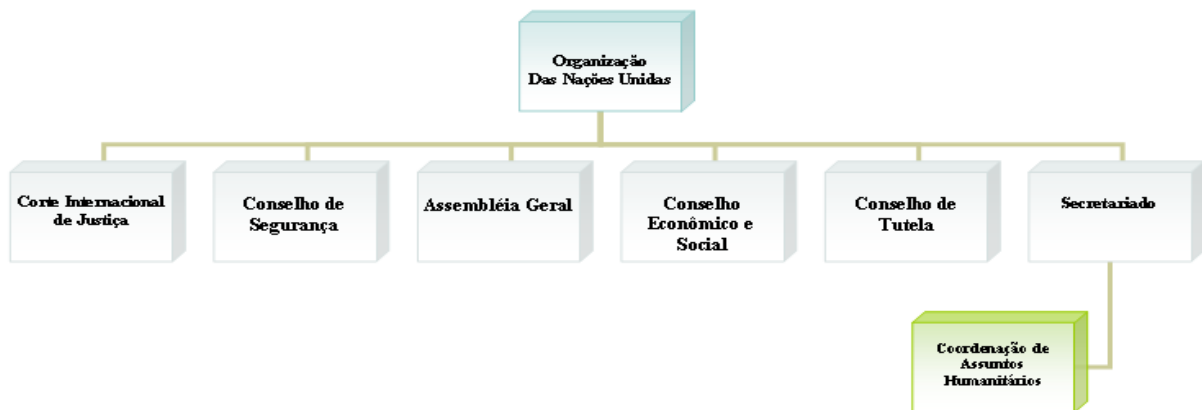 Organização
Das Nações Unidas
Corte Internacional
de Justiça
Conselho de
Segurança
Assembléia Geral
Conselho
Econômico e
Social
Conselho de
Tutela
Secretariado
Coordenação de
Assuntos
Humanitários